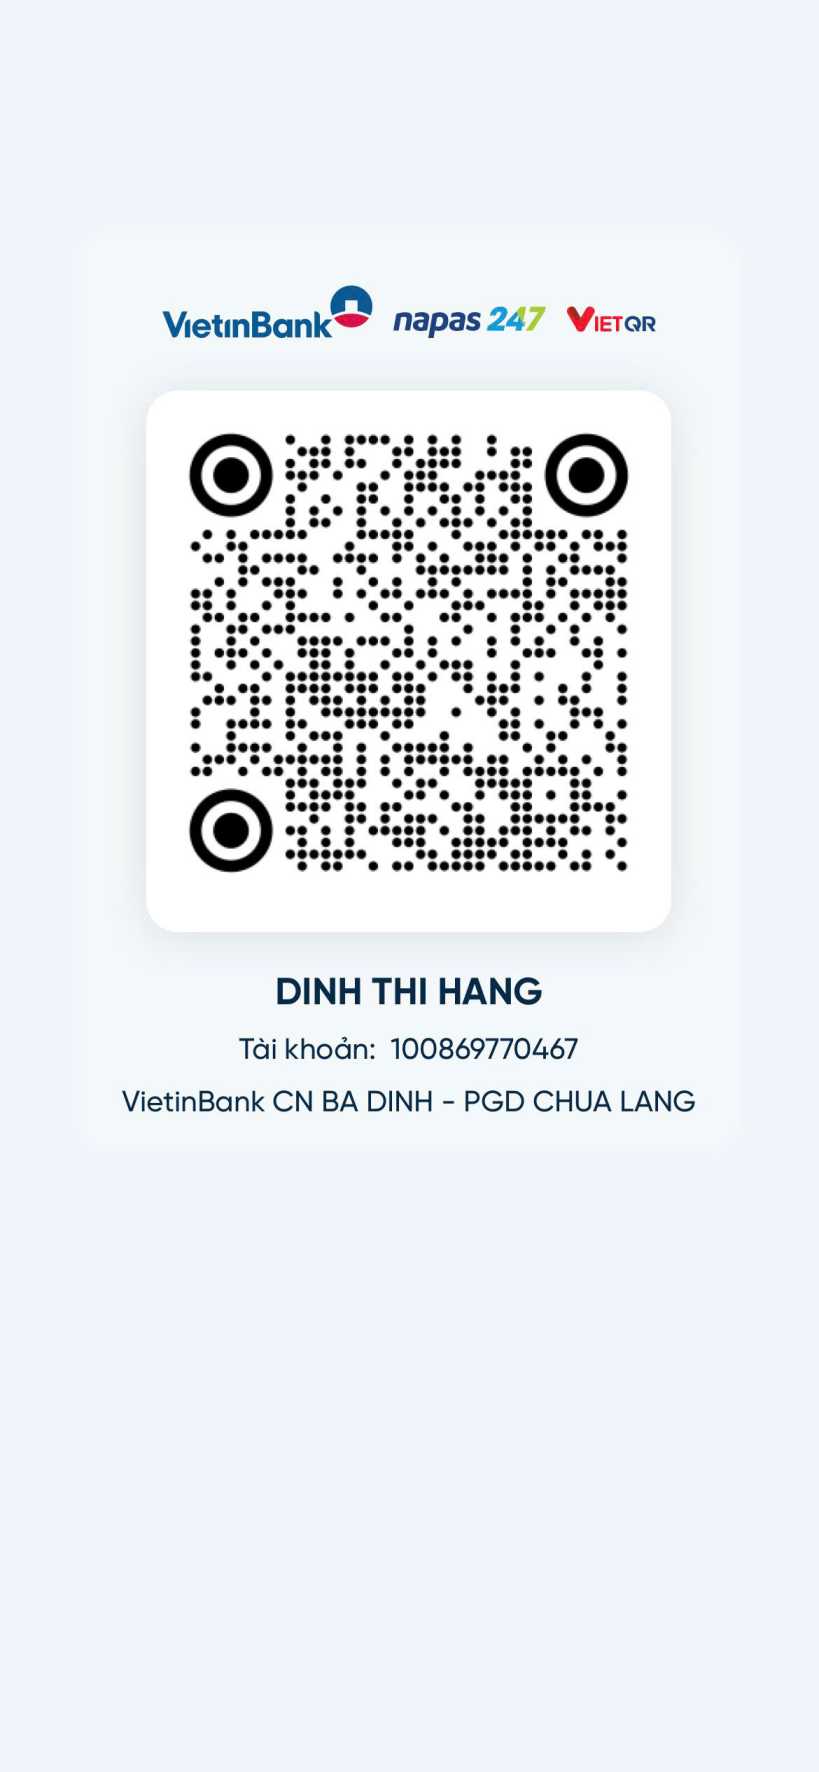 VietinBank napas 247 VIETQR
DINH THI HANG
Tài khoản: 100869770467
VietinBank CN BA DINH - PGD CHUA LANG